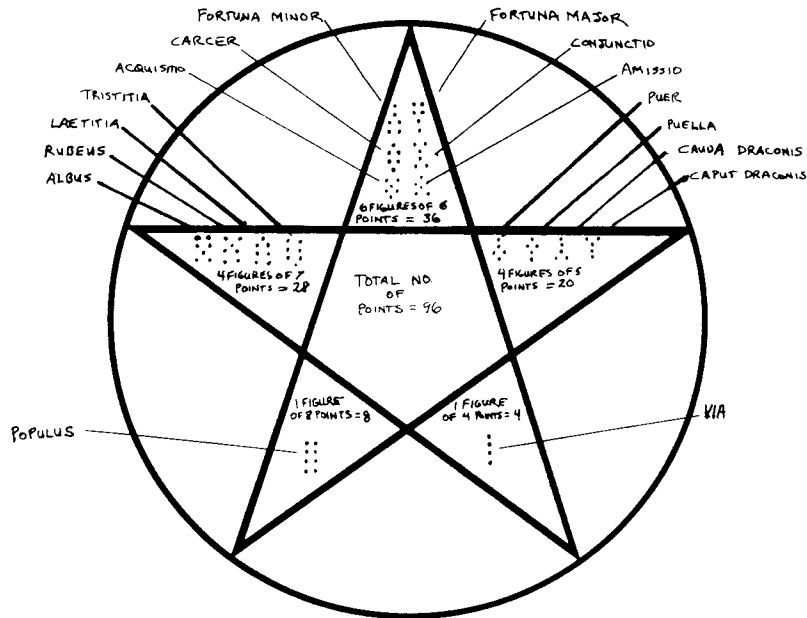 FORTUNA MINOR
FORTUNA MAJOR
CARCER
CONJUNCTIO
ACQUISITIO
AMISSIO
TRISTITIA
PUER
LAETITIA
PUELLA
RUBEUS
CAUDA DRACONIS
ALBUS
CAPUT DRACONIS
6 FIGURES OF 6
POINTS = 36
4 FIGURES OF 7
POINTS = 28
4 FIGURES OF 5
POINTS = 20
TOTAL NO.
OF
POINTS = 96
1 FIGURE
OF 8 POINTS = 8
1 FIGURE
OF 4 POINTS = 4
POPULUS
VIA